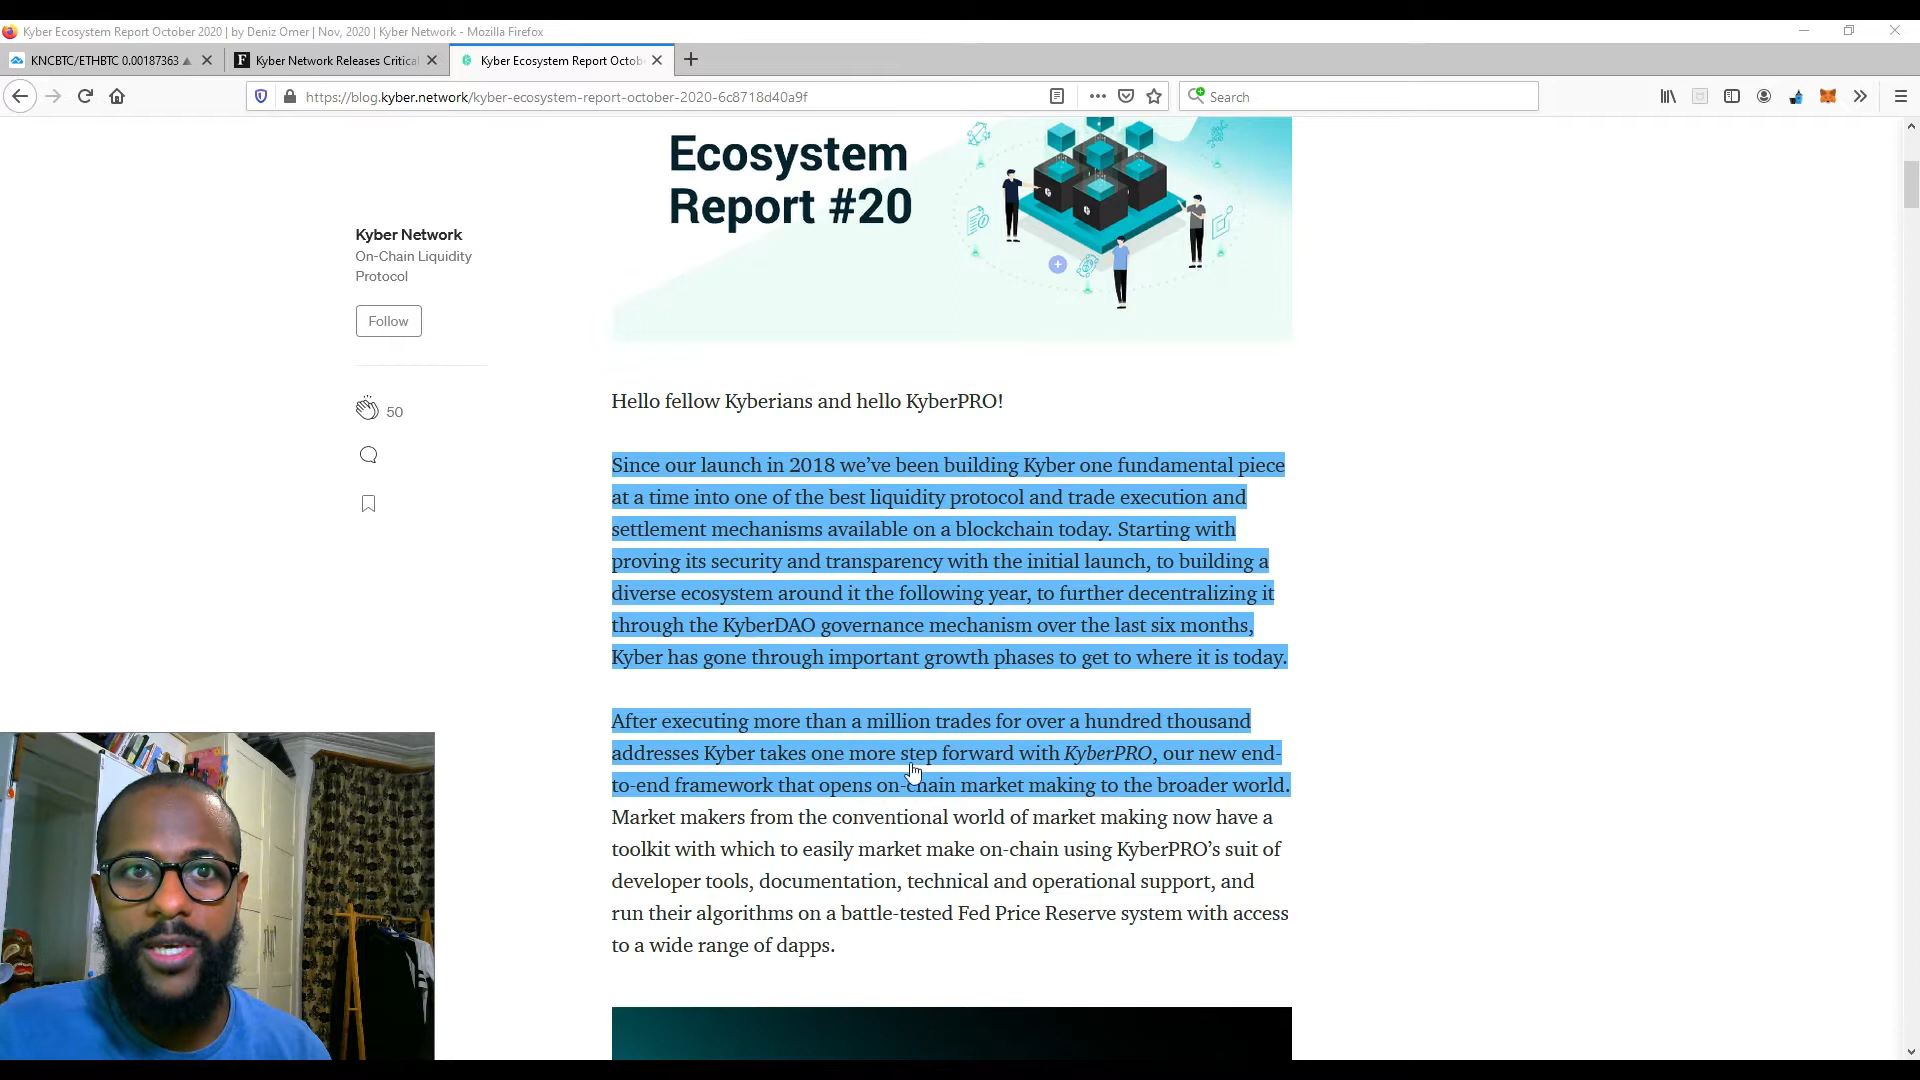 Kyber Ecosystem Report October 2020 | by Deniz Omer | Nov, 2020 | Kyber Network - Mozilla Firefox
KNCBTC/ETHBTC 0.00187363
Kyber Network Releases Critica
Kyber Ecosystem Report Octob
https://blog.kyber.network/kyber-ecosystem-report-october-2020-6c8718d40a9f
Search
Ecosystem
Report #20
Kyber Network
On-Chain Liquidity
Protocol
Follow
50
Hello fellow Kyberians and hello KyberPRO!
Since our launch in 2018 we’ve been building Kyber one fundamental piece
at a time into one of the best liquidity protocol and trade execution and
settlement mechanisms available on a blockchain today. Starting with
proving its security and transparency with the initial launch, to building a
diverse ecosystem around it the following year, to further decentralizing it
through the KyberDAO governance mechanism over the last six months,
Kyber has gone through important growth phases to get to where it is today.
After executing more than a million trades for over a hundred thousand
addresses Kyber takes one more step forward with KyberPRO, our new end-
to-end framework that opens on-chain market making to the broader world.
Market makers from the conventional world of market making now have a
toolkit with which to easily market make on-chain using KyberPRO’s suit of
developer tools, documentation, technical and operational support, and
run their algorithms on a battle-tested Fed Price Reserve system with access
to a wide range of dapps.